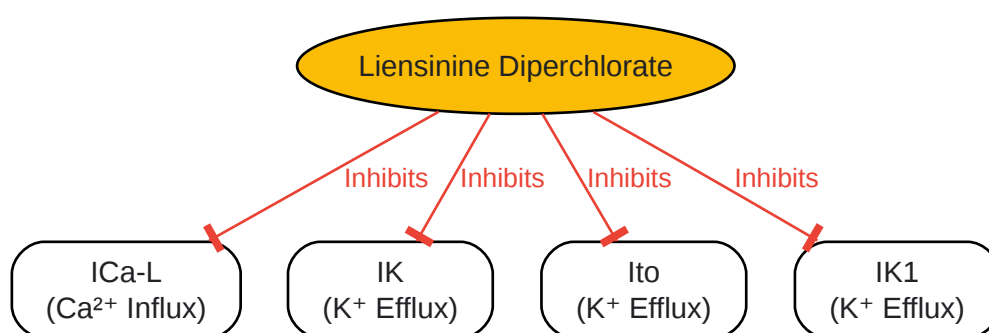 Liensinine Diperchlorate
Inhibits Inhibits Inhibits Inhibits
ICa-L
(Ca²⁺ Influx)
IK
(K⁺ Efflux)
Ito
(K⁺ Efflux)
IK1
(K⁺ Efflux)